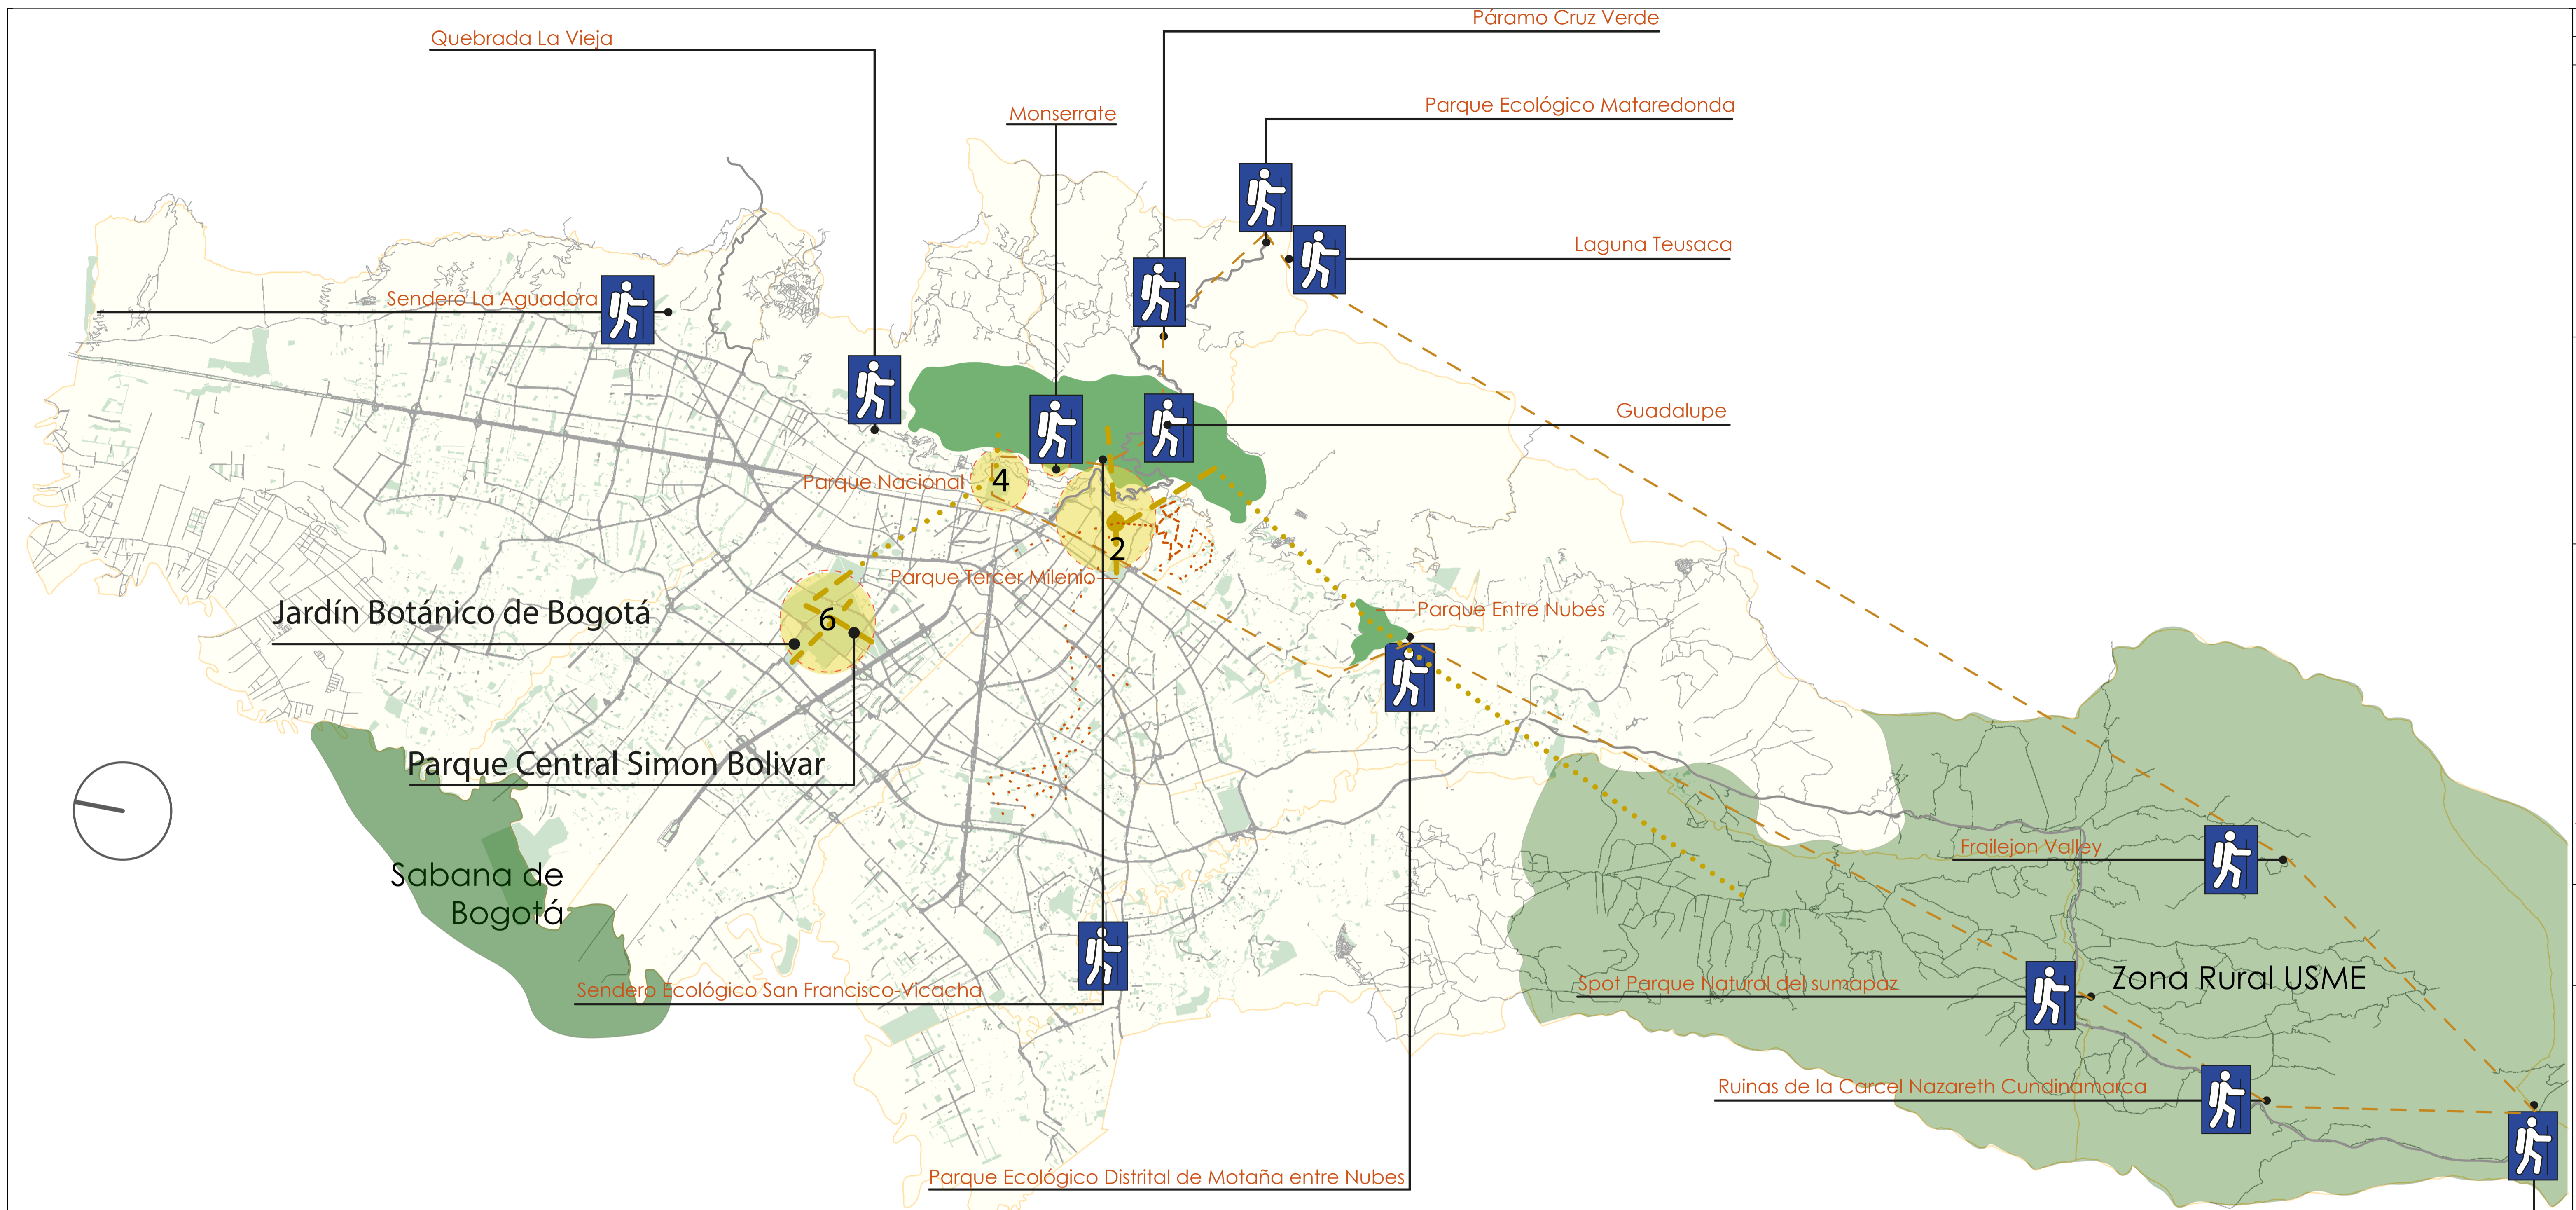 Páramo Cruz Verde
Quebrada La Vieja
Parque Ecológico Mataredonda
Monserrate
Laguna Teusaca
Sendero La Aguadora
Guadalupe
Parque Nacional
4
2
Parque Tercer Milenio
Parque Entre Nubes
Jardín Botánico de Bogotá
6
Parque Central Simon Bolivar
Frailejon Valley
Sabana de
Bogotá
Zona Rural USME
Spot Parque Natural del sumapaz
Sendero Ecológico San Francisco-Vicacha
Ruinas de la Carcel Nazareth Cundinamarca
Parque Ecológico Distrital de Motaña entre Nubes